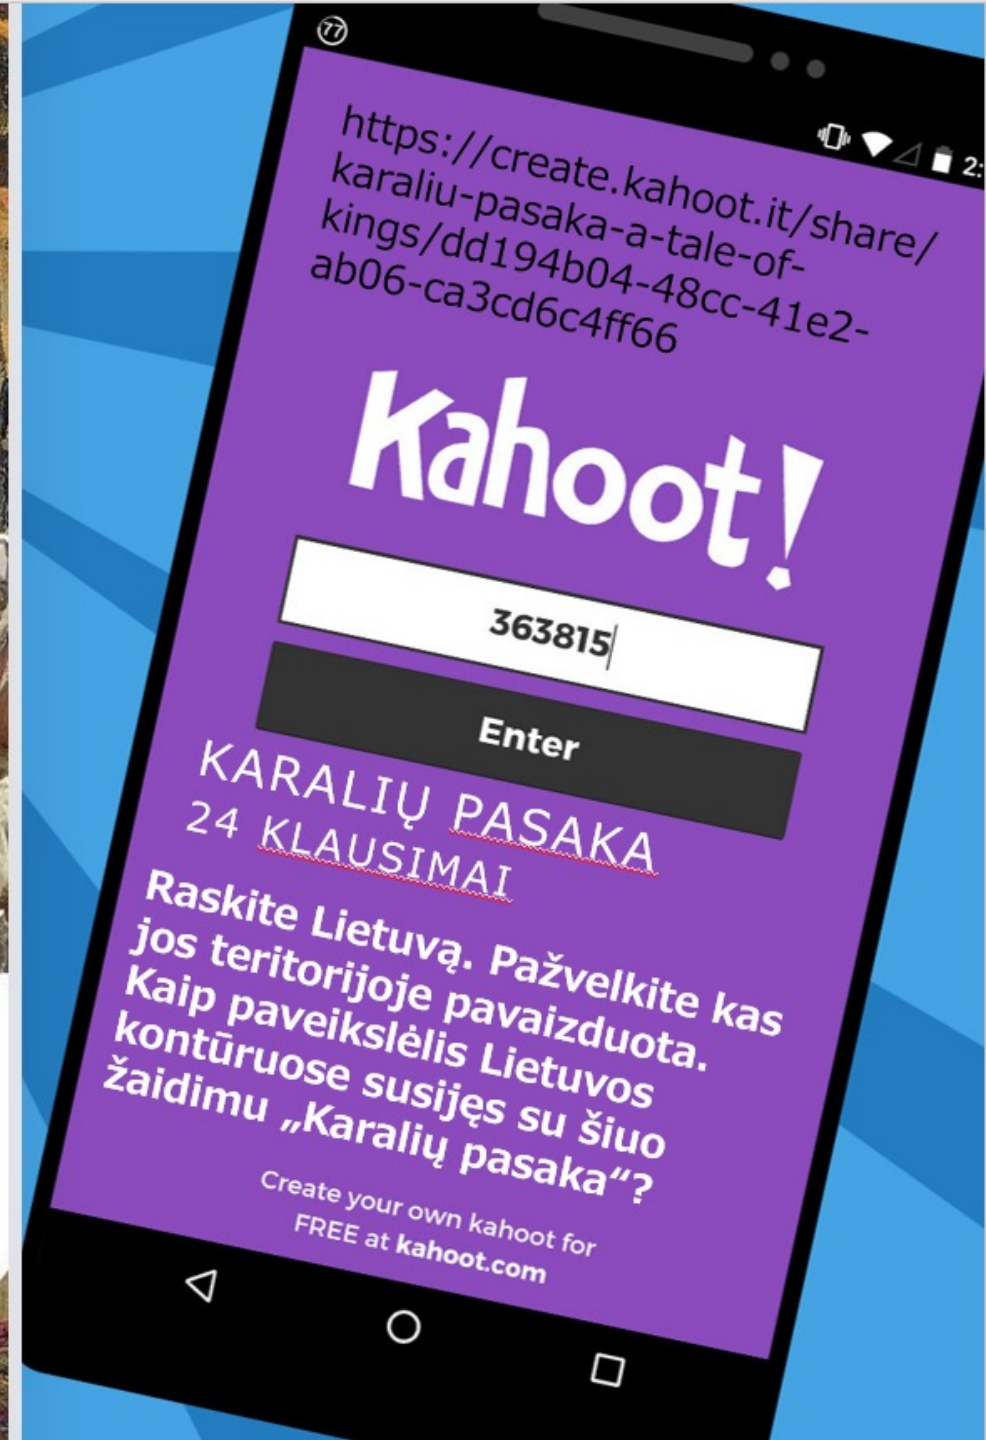 77
2:
https://create.kahoot.it/share/
karaliu-pasaka-a-tale-of-
kings/dd194b04-48cc-41e2-
ab06-ca3cd6c4ff66
Kahoot!
363815
Enter
KARALIŲ PASAKA
24 KLAUSIMAI
Raskite Lietuvą. Pažvelkite kas
jos teritorijoje pavaizduota.
Kaip paveikslėlis Lietuvos
kontūruose susijęs su šiuo
žaidimu „Karalių pasaka“?
Create your own kahoot for
FREE at kahoot.com